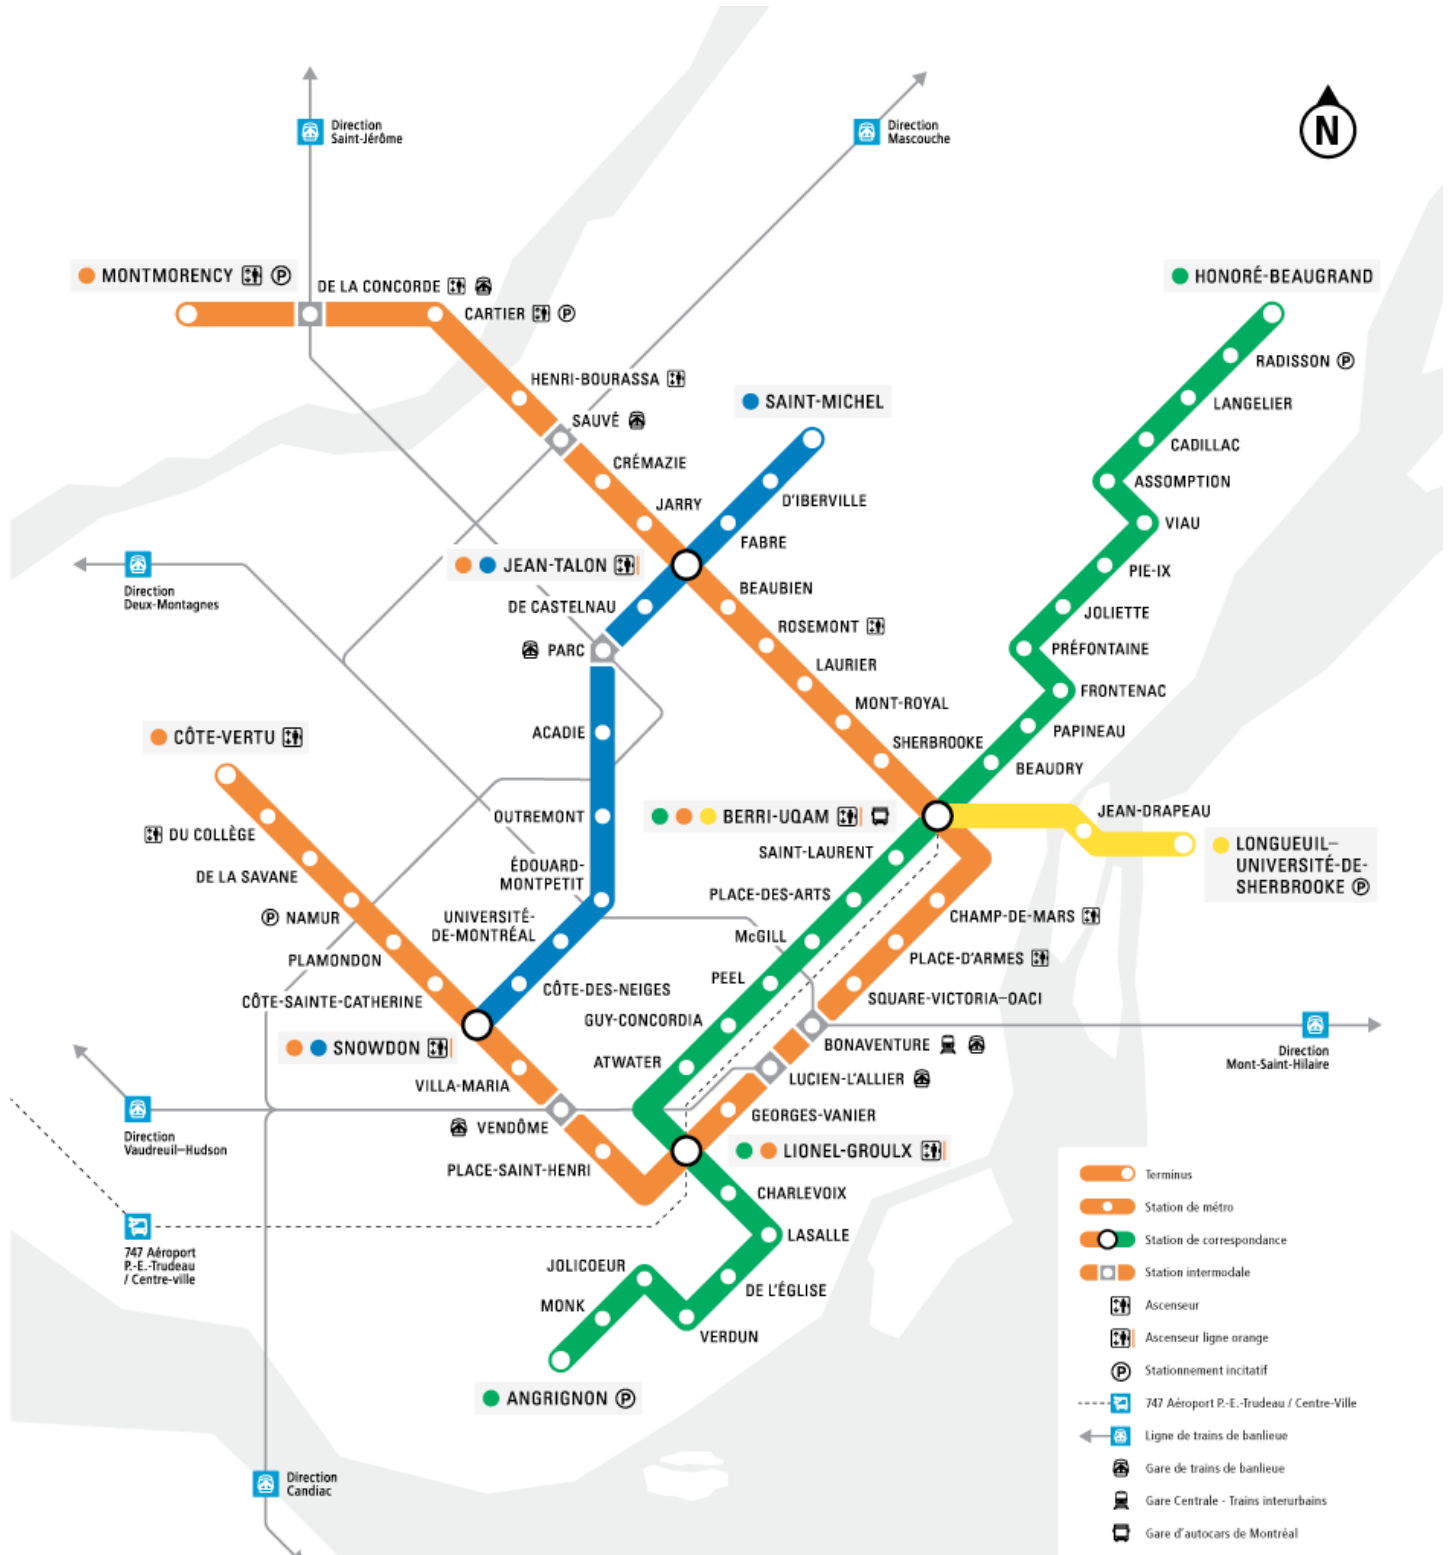 Direction
Saint-Jérôme
Direction
Mascouche
N
MONTMORENCY P
DE LA CONCORDE
CARTIER P
HONORÉ-BEAUGRAND
RADISSON P
HENRI-BOURASSA
SAINT-MICHEL
LANGELIER
SAUVÉ
CADILLAC
CRÉMAZIE
ASSOMPTION
D'IBERVILLE
JARRY
VIAU
FABRE
JEAN-TALON
PIE-IX
BEAUBIEN
Direction
Deux-Montagnes
DE CASTELNAU
JOLIETTE
ROSEMONT
PARC
PRÉFONTAINE
LAURIER
FRONTENAC
MONT-ROYAL
CÔTE-VERTU
ACADIE
PAPINEAU
SHERBROOKE
BEAUDRY
OUTREMONT
BERRI-UQAM
JEAN-DRAPEAU
DU COLLÈGE
SAINT-LAURENT
LONGUEUIL–
UNIVERSITÉ-DE-
SHERBROOKE P
ÉDOUARD-
MONTPETIT
DE LA SAVANE
PLACE-DES-ARTS
P NAMUR
UNIVERSITÉ-
DE-MONTRÉAL
CHAMP-DE-MARS
McGILL
PLAMONDON
PLACE-D'ARMES
PEEL
CÔTE-SAINTE-CATHERINE
CÔTE-DES-NEIGES
SQUARE-VICTORIA–OACI
GUY-CONCORDIA
SNOWDON
BONAVENTURE
Direction
Mont-Saint-Hilaire
ATWATER
LUCIEN-L'ALLIER
VILLA-MARIA
GEORGES-VANIER
VENDÔME
Direction
Vaudreuil–Hudson
LIONEL-GROULX
PLACE-SAINT-HENRI
CHARLEVOIX
LASALLE
747 Aéroport
P.-E.-Trudeau
/ Centre-ville
JOLICOEUR
DE L'ÉGLISE
MONK
VERDUN
ANGRIGNON P
Direction
Candiac
Terminus
Station de métro
Station de correspondance
Station intermodale
Ascenseur
Ascenseur ligne orange
P Stationnement incitatif
747 Aéroport P.-E.-Trudeau / Centre-Ville
Ligne de trains de banlieue
Gare de trains de banlieue
Gare Centrale - Trains interurbains
Gare d'autocars de Montréal